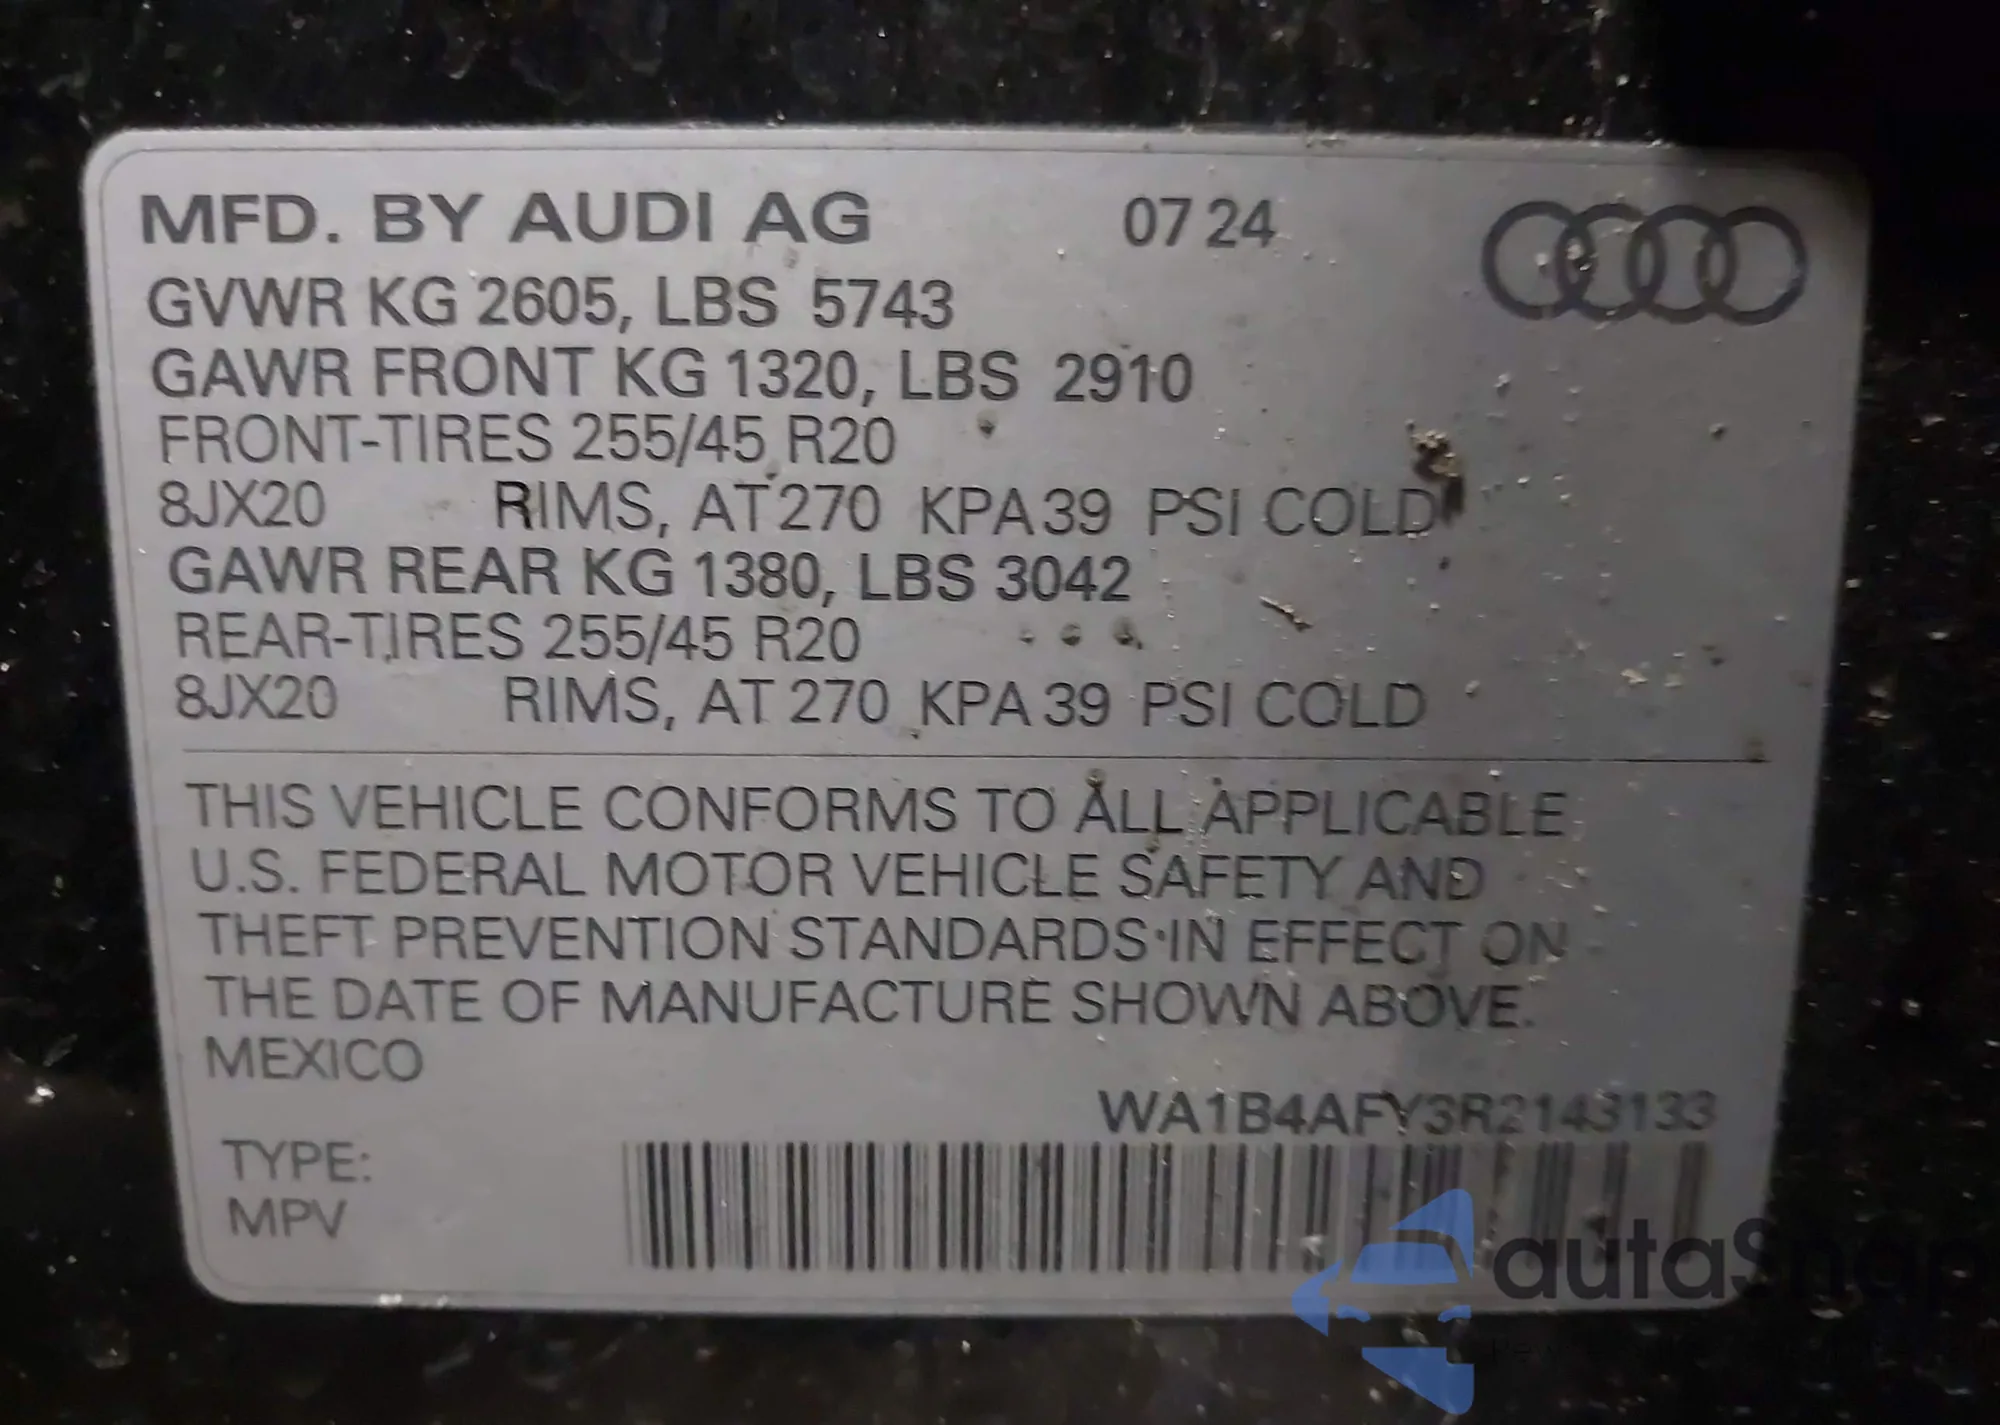 MFD. BY AUDI AG 07 24
GVWR KG 2605, LBS 5743
GAWR FRONT KG 1320, LBS 2910
FRONT-TIRES 255/45 R20
8JX20 RIMS, AT 270 KPA 39 PSI COLD
GAWR REAR KG 1380, LBS 3042
REAR-TIRES 255/45 R20
8JX20 RIMS, AT 270 KPA 39 PSI COLD
THIS VEHICLE CONFORMS TO ALL APPLICABLE
U.S. FEDERAL MOTOR VEHICLE SAFETY AND
THEFT PREVENTION STANDARDS IN EFFECT ON
THE DATE OF MANUFACTURE SHOWN ABOVE.
MEXICO
WA1B4AFY3R2143133
TYPE:
MPV
autaShop